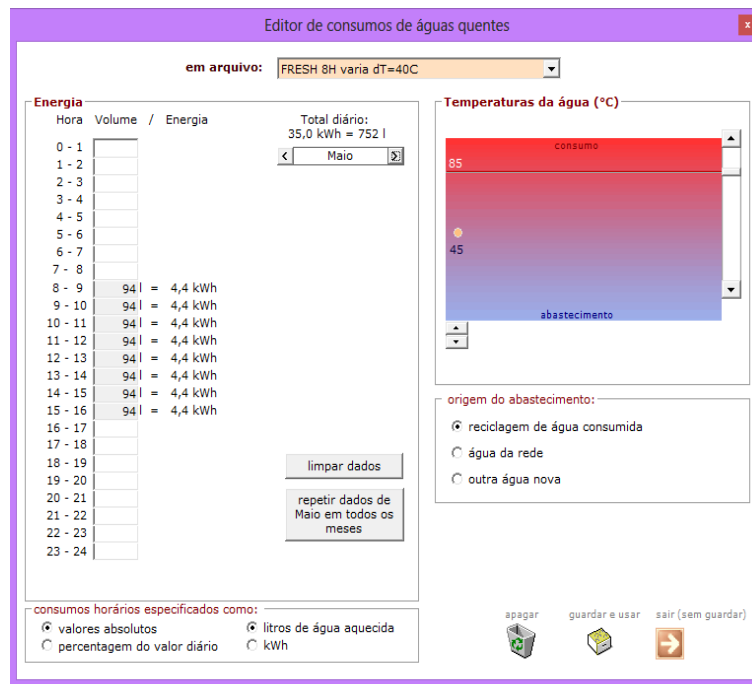 Editor de consumos de águas quentes
x
em arquivo: FRESH 8H varia dT=40C
Energia
Hora Volume / Energia
Total diário:
35,0 kWh = 752 l
< Maio
0 - 1
1 - 2
2 - 3
3 - 4
4 - 5
5 - 6
6 - 7
7 - 8
8 - 9 94 l = 4,4 kWh
9 - 10 94 l = 4,4 kWh
10 - 11 94 l = 4,4 kWh
11 - 12 94 l = 4,4 kWh
12 - 13 94 l = 4,4 kWh
13 - 14 94 l = 4,4 kWh
14 - 15 94 l = 4,4 kWh
15 - 16 94 l = 4,4 kWh
16 - 17
17 - 18
18 - 19
19 - 20
20 - 21
21 - 22
22 - 23
23 - 24
limpar dados
repetir dados de
Maio em todos os
meses
consumos horários especificados como:
valores absolutos
percentagem do valor diário
litros de água aquecida
kWh
Temperaturas da água (°C)
consumo
85
45
abastecimento
origem do abastecimento:
reciclagem de água consumida
água da rede
outra água nova
apagar
guardar e usar
sair (sem guardar)